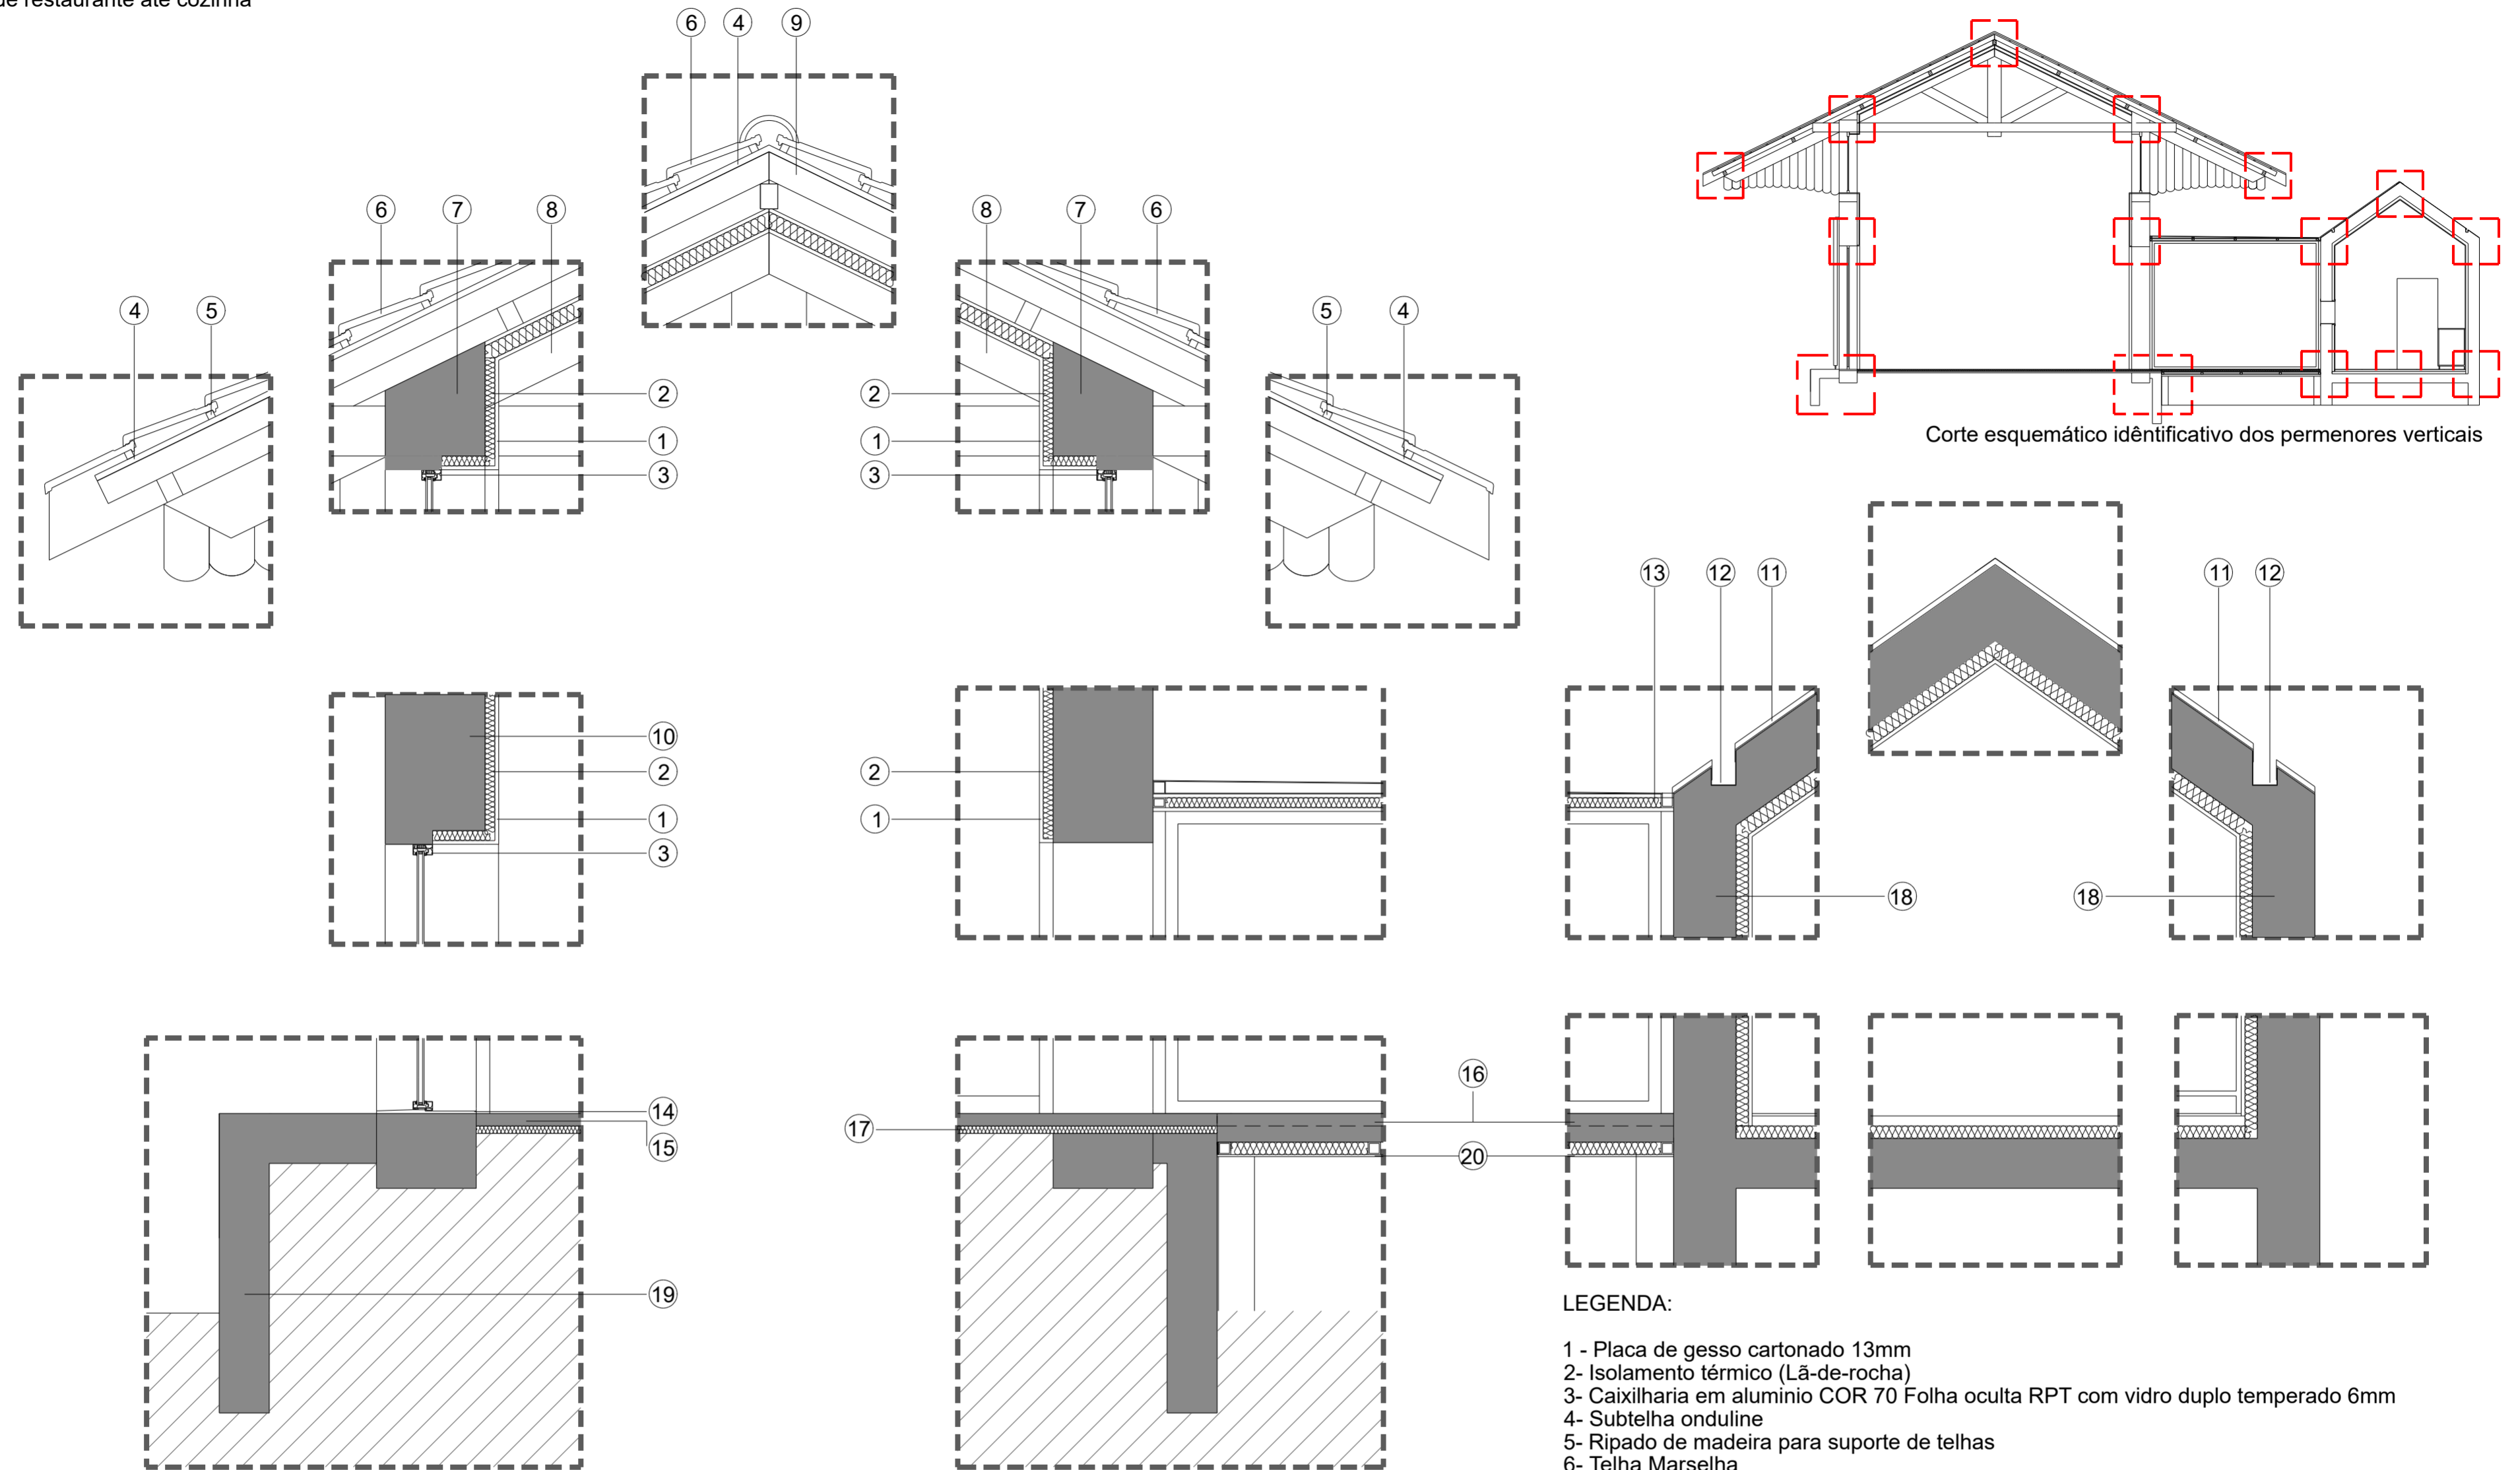 de restaurante até cozinha
6 4 9
6 7 8
8 7 6
4 5
5 4
2
1
3
2
1
3
Corte esquemático idêntificativo dos permenores verticais
13 12 11
11 12
10
2
1
3
2
1
18
18
14
15
16
17
20
19
LEGENDA:
1 - Placa de gesso cartonado 13mm
2- Isolamento térmico (Lã-de-rocha)
3- Caixilharia em aluminio COR 70 Folha oculta RPT com vidro duplo temperado 6mm
4- Subtelha onduline
5- Ripado de madeira para suporte de telhas
6- Telha Marselha